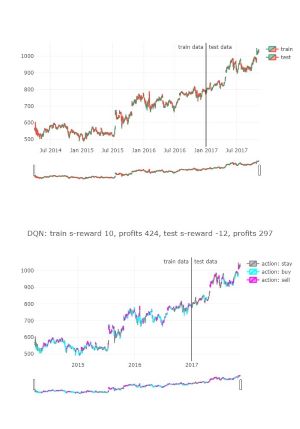 train data test data
train
test
1000
900
800
700
600
500
Jul 2014 Jan 2015 Jul 2015 Jan 2016 Jul 2016 Jan 2017 Jul 2017
DQN: train s-reward 10, profits 424, test s-reward -12, profits 297
train data test data
action: stay
action: buy
action: sell
1000
900
800
700
600
500
2015 2016 2017